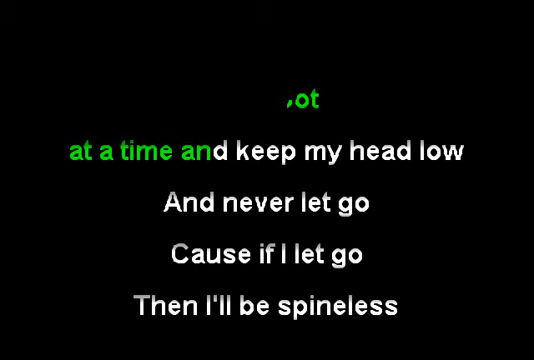 ot
at a time and keep my head low
And never let go
Cause if I let go
Then I'll be spineless